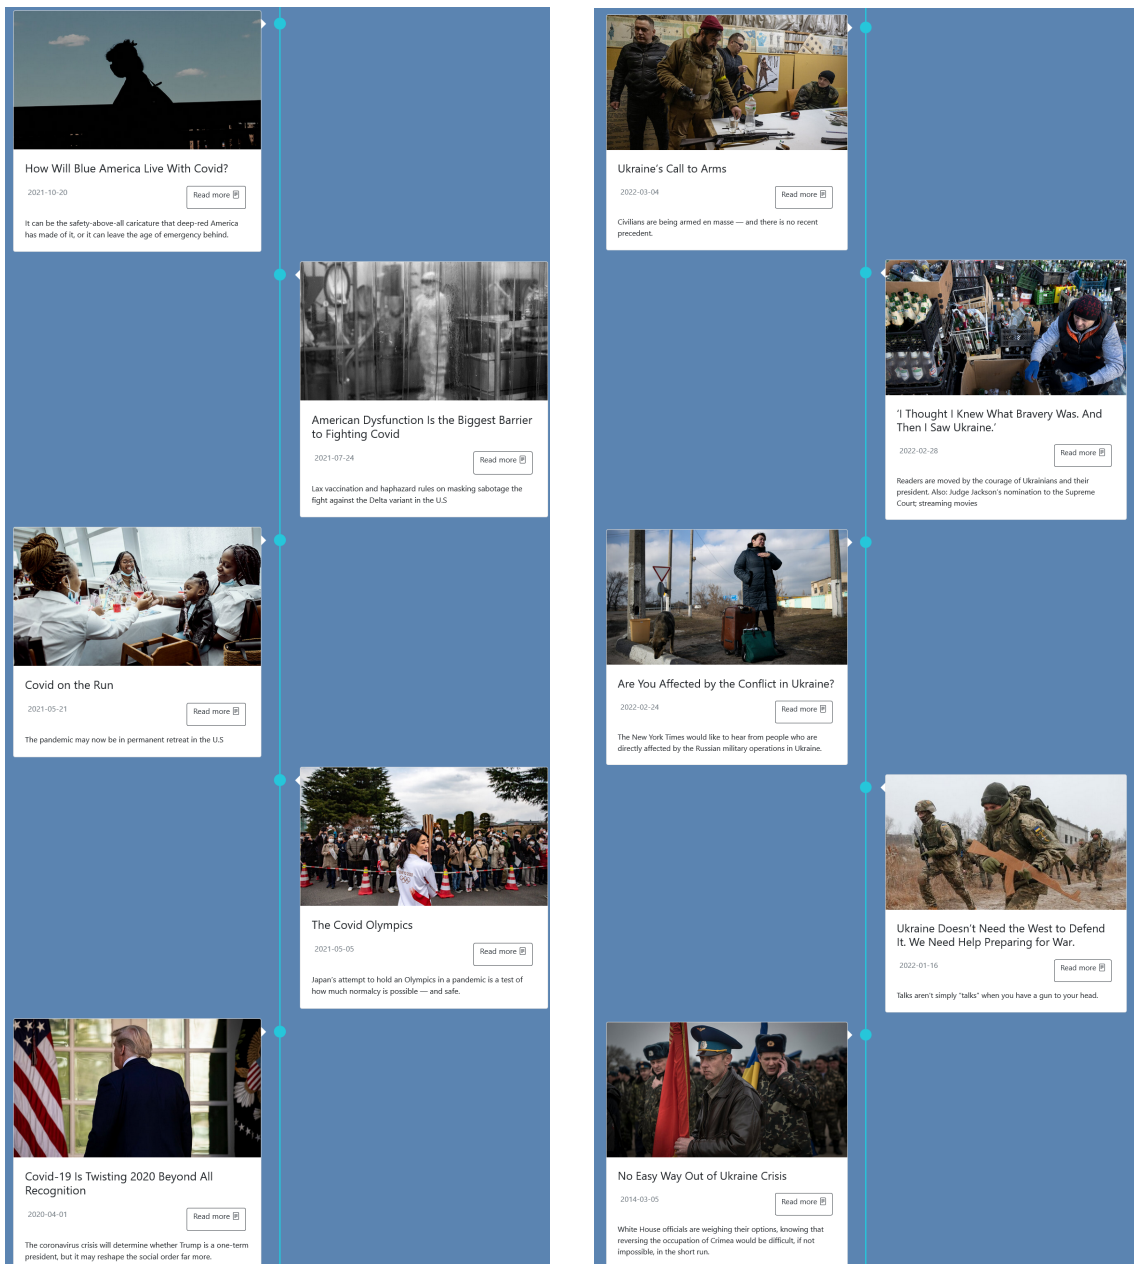 How Will Blue America Live With Covid?
2021-10-20
Read more
It can be the safety-above-all caricature that deep-red America
has made of it, or it can leave the age of emergency behind.
American Dysfunction Is the Biggest Barrier
to Fighting Covid
2021-07-24
Read more
Lax vaccination and haphazard rules on masking sabotage the
fight against the Delta variant in the U.S
Covid on the Run
2021-05-21
Read more
The pandemic may now be in permanent retreat in the U.S
The Covid Olympics
2021-05-05
Read more
Japan's attempt to hold an Olympics in a pandemic is a test of
how much normalcy is possible — and safe.
Covid-19 Is Twisting 2020 Beyond All
Recognition
2020-04-01
Read more
The coronavirus crisis will determine whether Trump is a one-term
president, but it may reshape the social order far more.
Ukraine's Call to Arms
2022-03-04
Read more
Civilians are being armed en masse — and there is no recent
precedent.
'I Thought I Knew What Bravery Was. And
Then I Saw Ukraine.'
2022-02-28
Read more
Readers are moved by the courage of Ukrainians and their
president. Also: Judge Jackson's nomination to the Supreme
Court; streaming movies
Are You Affected by the Conflict in Ukraine?
2022-02-24
Read more
The New York Times would like to hear from people who are
directly affected by the Russian military operations in Ukraine.
Ukraine Doesn't Need the West to Defend
It. We Need Help Preparing for War.
2022-01-16
Read more
Talks aren't simply "talks" when you have a gun to your head.
No Easy Way Out of Ukraine Crisis
2014-03-05
Read more
White House officials are weighing their options, knowing that
reversing the occupation of Crimea would be difficult, if not
impossible, in the short run.